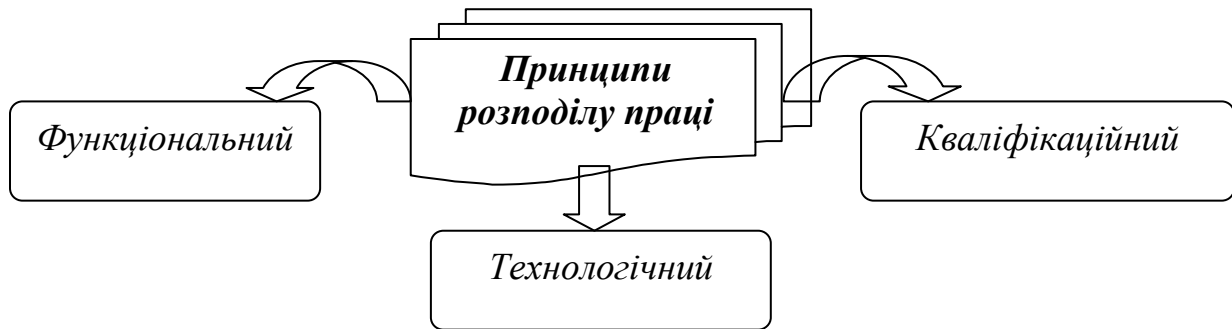 Принципи
розподілу праці
Функціональний
Кваліфікаційний
Технологічний